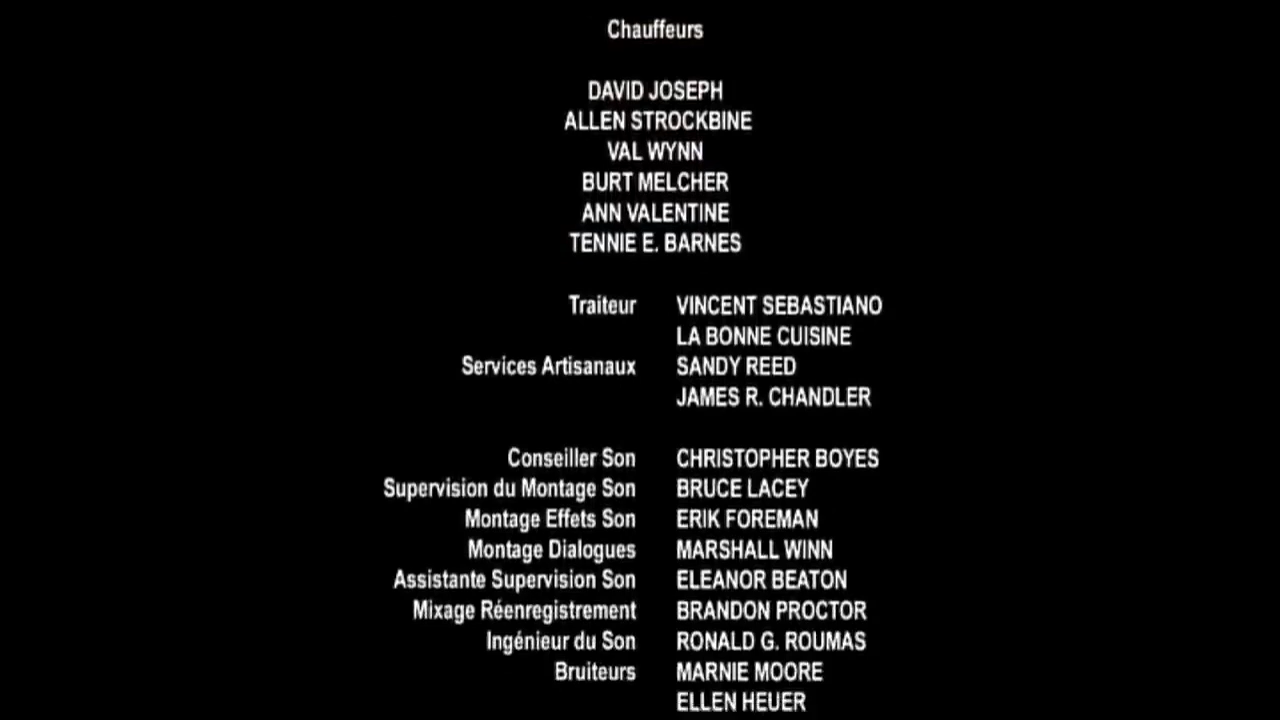 Chauffeurs
DAVID JOSEPH
ALLEN STROCKBINE
VAL WYNN
BURT MELCHER
ANN VALENTINE
TENNIE E. BARNES
Traiteur VINCENT SEBASTIANO
LA BONNE CUISINE
Services Artisanaux SANDY REED
JAMES R. CHANDLER
Conseiller Son CHRISTOPHER BOYES
Supervision du Montage Son BRUCE LACEY
Montage Effets Son ERIK FOREMAN
Montage Dialogues MARSHALL WINN
Assistante Supervision Son ELEANOR BEATON
Mixage Réenregistrement BRANDON PROCTOR
Ingénieur du Son RONALD G. ROUMAS
Bruiteurs MARNIE MOORE
ELLEN HEUER